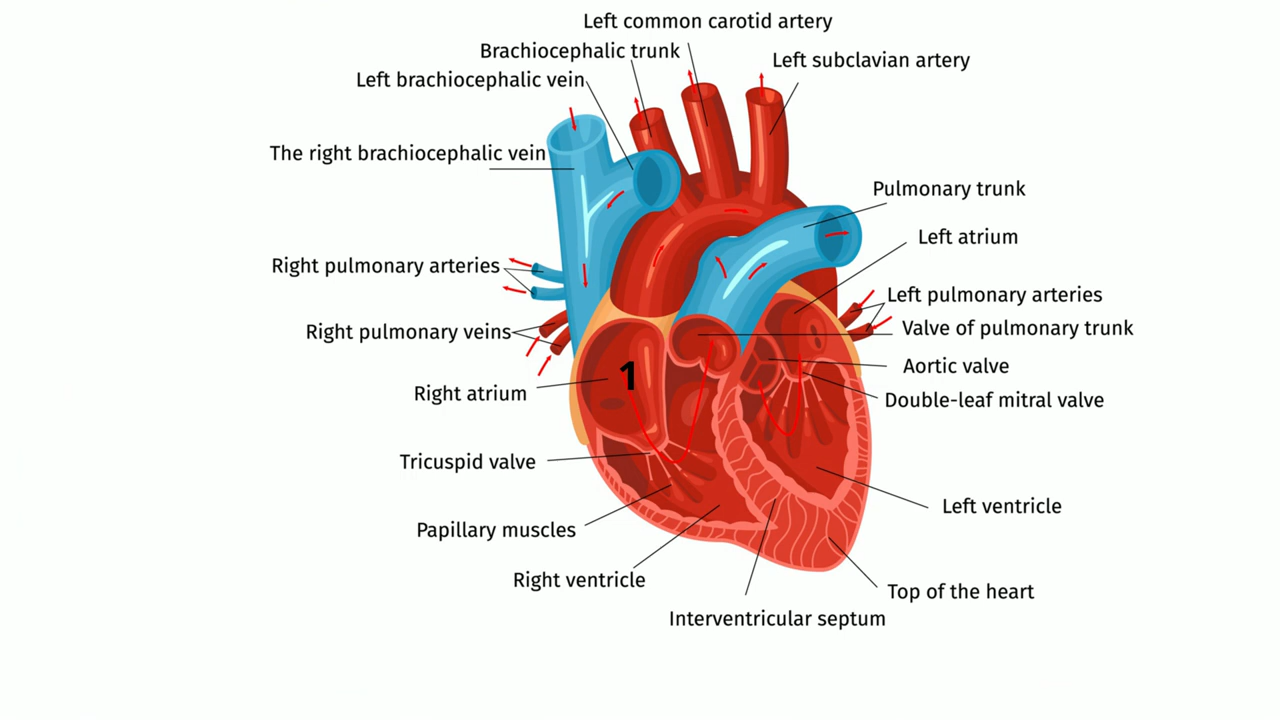 Left common carotid artery
Brachiocephalic trunk
Left subclavian artery
Left brachiocephalic vein
The right brachiocephalic vein
Pulmonary trunk
Left atrium
Right pulmonary arteries
Left pulmonary arteries
Right pulmonary veins
Valve of pulmonary trunk
Aortic valve
1
Right atrium
Double-leaf mitral valve
Tricuspid valve
Left ventricle
Papillary muscles
Right ventricle
Top of the heart
Interventricular septum